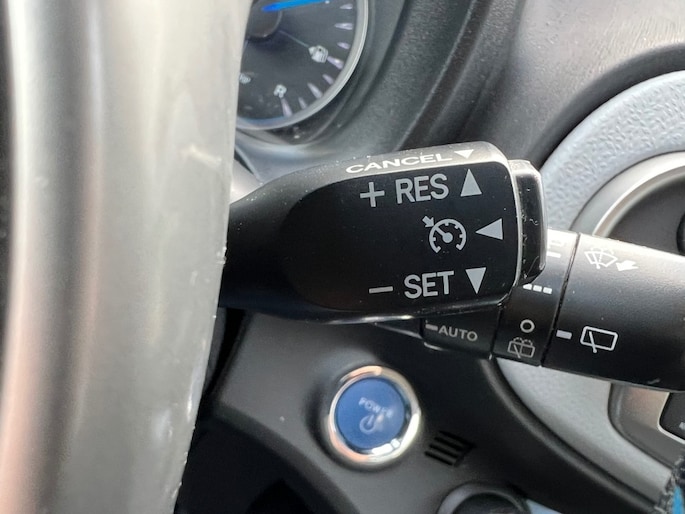 R
CANCEL ▼
+ RES ▲
◀
− SET ▼
AUTO
POWER